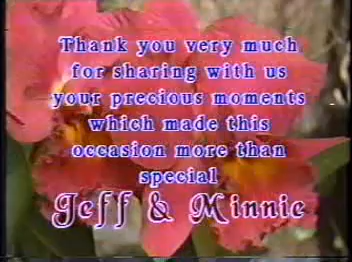 Thank you very much
for sharing with us
your precious moments
which made this
occasion more than
special
Jeff & Minnie